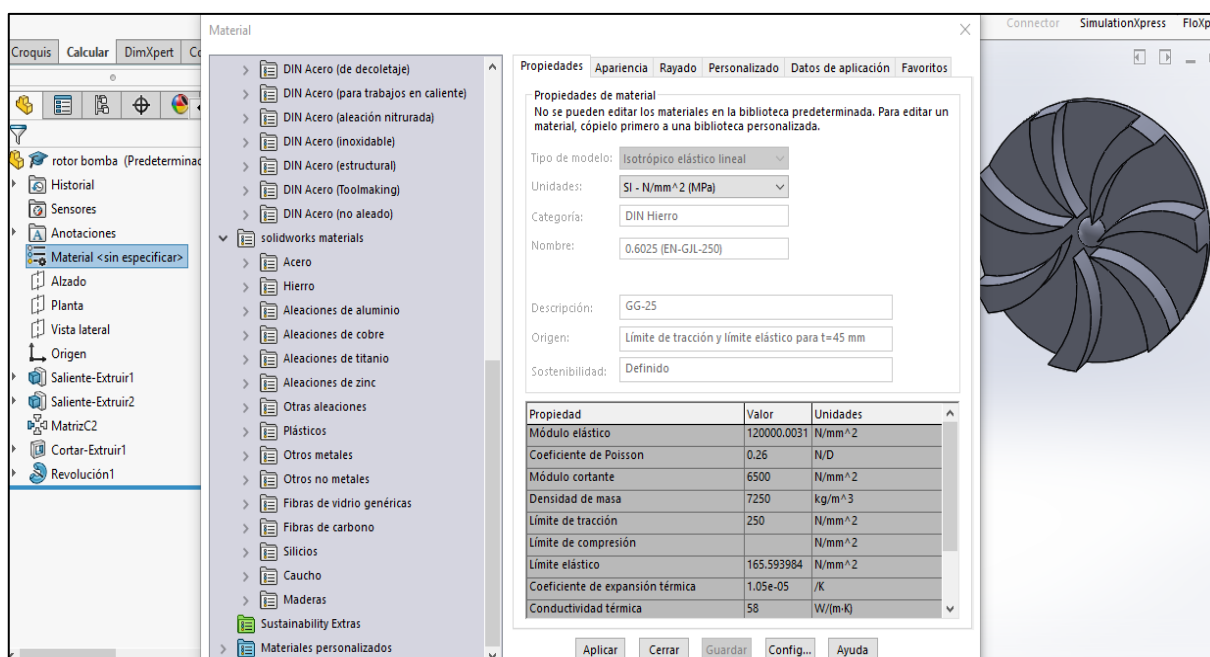 Connector SimulationXpress
Croquis Calcular DimXpert
rotor bomba (Predeterminad
Historial
Sensores
Anotaciones
Material <sin especificar>
Alzado
Planta
Vista lateral
Origen
Saliente-Extruir1
Saliente-Extruir2
MatrizC2
Cortar-Extruir1
Revolución1
Material
DIN Acero (de decoletaje)
DIN Acero (para trabajos en caliente)
DIN Acero (aleación nitrurada)
DIN Acero (inoxidable)
DIN Acero (estructural)
DIN Acero (Toolmaking)
DIN Acero (no aleado)
solidworks materials
Acero
Hierro
Aleaciones de aluminio
Aleaciones de cobre
Aleaciones de titanio
Aleaciones de zinc
Otras aleaciones
Plásticos
Otros metales
Otros no metales
Fibras de vidrio genéricas
Fibras de carbono
Silicios
Caucho
Maderas
Sustainability Extras
Materiales personalizados
Propiedades Apariencia Rayado Personalizado Datos de aplicación Favoritos
Propiedades de material
No se pueden editar los materiales en la biblioteca predeterminada. Para editar un
material, cópielo primero a una biblioteca personalizada.
Tipo de modelo: Isotrópico elástico lineal
Unidades: SI - N/mm^2 (MPa)
Categoría: DIN Hierro
Nombre: 0.6025 (EN-GJL-250)
Descripción: GG-25
Origen: Límite de tracción y límite elástico para t=45 mm
Sostenibilidad: Definido
Propiedad Valor Unidades
Módulo elástico 120000.0031 N/mm^2
Coeficiente de Poisson 0.26 N/D
Módulo cortante 6500 N/mm^2
Densidad de masa 7250 kg/m^3
Límite de tracción 250 N/mm^2
Límite de compresión N/mm^2
Límite elástico 165.593984 N/mm^2
Coeficiente de expansión térmica 1.05e-05 /K
Conductividad térmica 58 W/(m·K)
Aplicar Cerrar Guardar Config... Ayuda